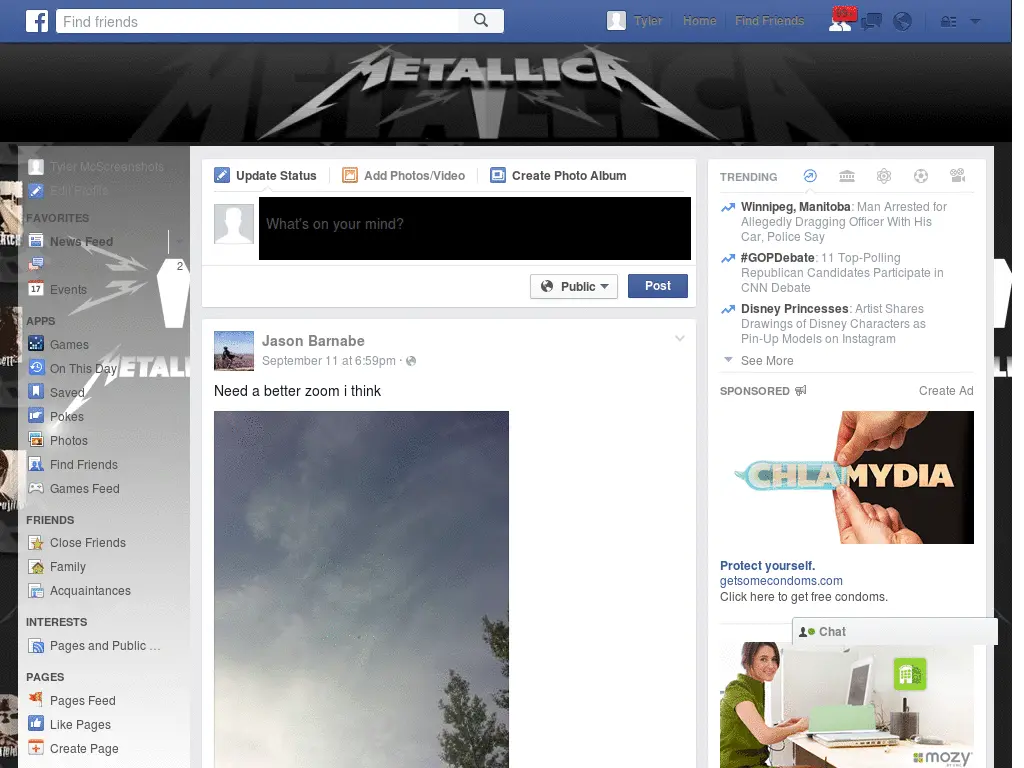 Find friends
Tyler
Home
Find Friends
METALLICA
Tyler McScreenshots
Edit Profile
FAVORITES
News Feed
2
17
Events
APPS
Games
On This Day
Saved
Pokes
Photos
Find Friends
Games Feed
FRIENDS
Close Friends
Family
Acquaintances
INTERESTS
Pages and Public ...
PAGES
Pages Feed
Like Pages
Create Page
Update Status
Add Photos/Video
Create Photo Album
What's on your mind?
Public
Post
Jason Barnabe
September 11 at 6:59pm ·
Need a better zoom i think
TRENDING
Winnipeg, Manitoba: Man Arrested for
Allegedly Dragging Officer With His
Car, Police Say
#GOPDebate: 11 Top-Polling
Republican Candidates Participate in
CNN Debate
Disney Princesses: Artist Shares
Drawings of Disney Characters as
Pin-Up Models on Instagram
See More
SPONSORED
Create Ad
CHLAMYDIA
Protect yourself.
getsomecondoms.com
Click here to get free condoms.
Chat
mozy